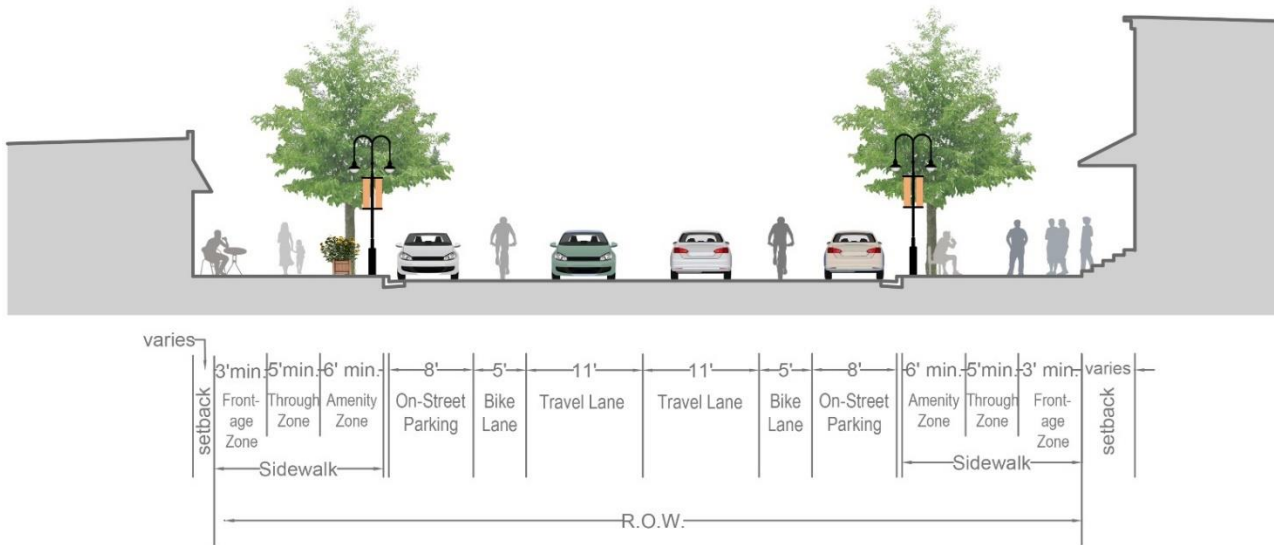 varies
3'min. 5'min. 6' min. 8' 5' 11' 11' 5' 8' 6' min. 5'min. 3' min. varies
setback
Front-
age
Zone
Through
Zone
Amenity
Zone
On-Street
Parking
Bike
Lane
Travel Lane
Travel Lane
Bike
Lane
On-Street
Parking
Amenity
Zone
Through
Zone
Front-
age
Zone
setback
Sidewalk
Sidewalk
R.O.W.